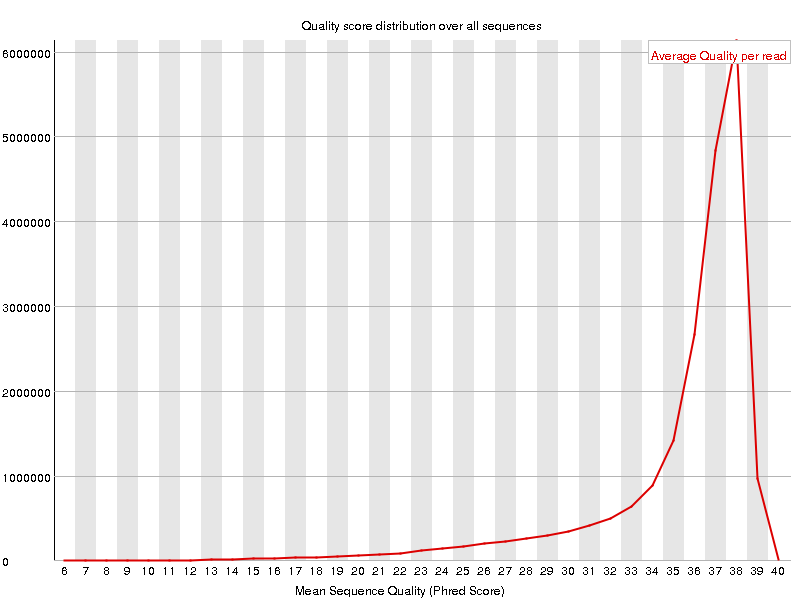 Quality score distribution over all sequences
Average Quality per read
6000000
5000000
4000000
3000000
2000000
1000000
0
6 7 8 9 10 11 12 13 14 15 16 17 18 19 20 21 22 23 24 25 26 27 28 29 30 31 32 33 34 35 36 37 38 39 40
Mean Sequence Quality (Phred Score)